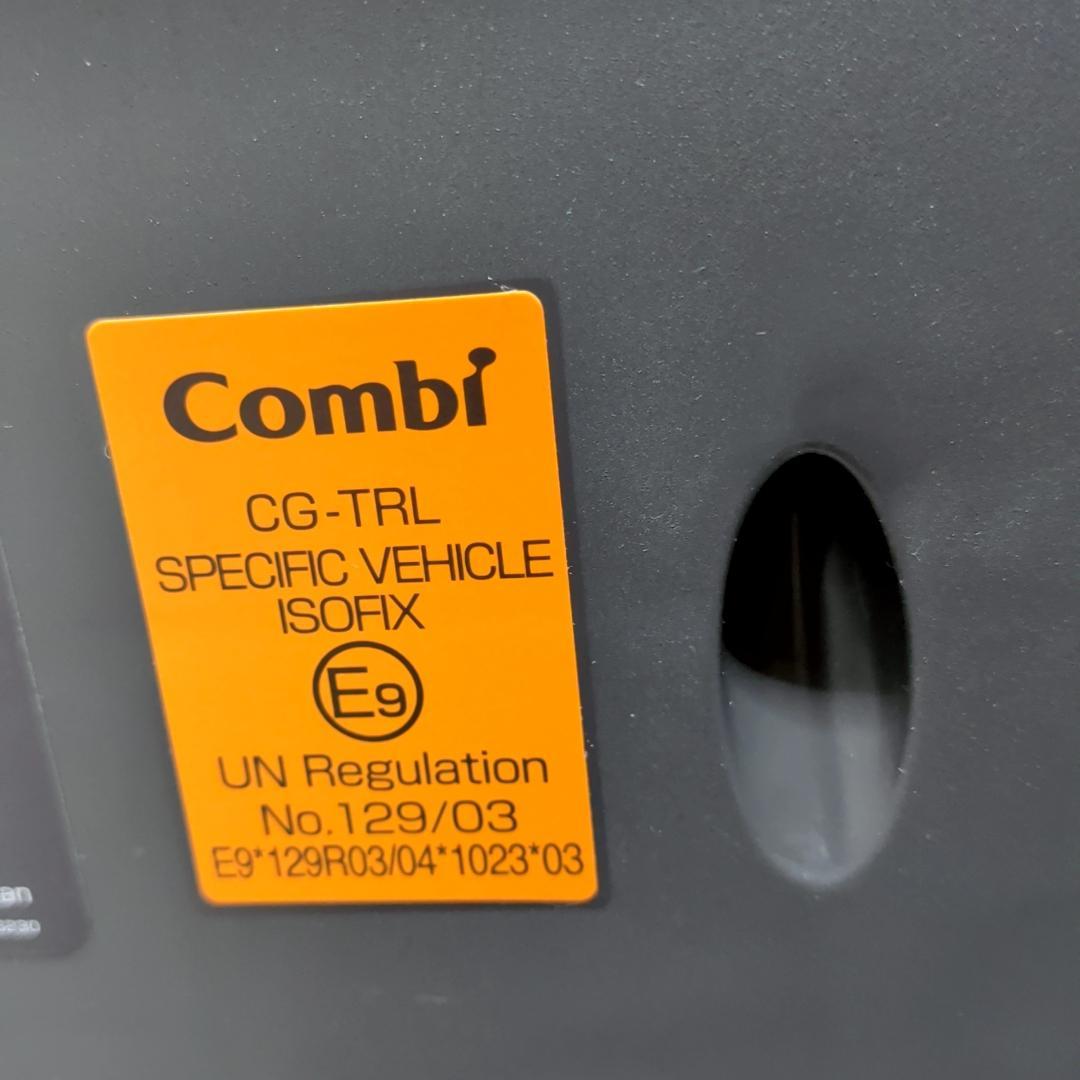 Combi
CG-TRL
SPECIFIC VEHICLE
ISOFIX
E9
UN Regulation
No.129/03
E9*129R03/04*1023*03